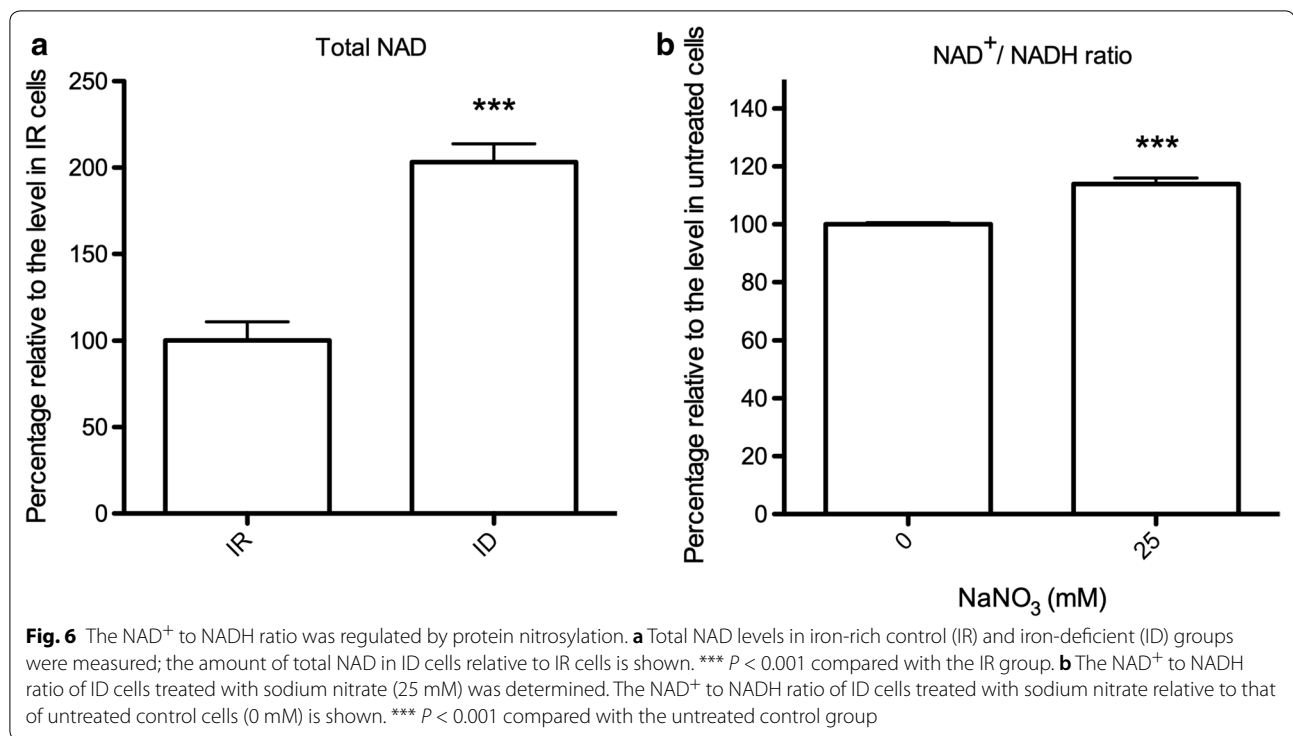 a
Total NAD
***
Percentage relative to the level in IR cells
250
200
150
100
50
0
IR
ID
b
NAD⁺/ NADH ratio
***
Percentage relative to the level in untreated cells
140
120
100
80
60
40
20
0
0
25
NaNO₃ (mM)
Fig. 6 The NAD⁺ to NADH ratio was regulated by protein nitrosylation. a Total NAD levels in iron-rich control (IR) and iron-deficient (ID) groups
were measured; the amount of total NAD in ID cells relative to IR cells is shown. *** P < 0.001 compared with the IR group. b The NAD⁺ to NADH
ratio of ID cells treated with sodium nitrate (25 mM) was determined. The NAD⁺ to NADH ratio of ID cells treated with sodium nitrate relative to that
of untreated control cells (0 mM) is shown. *** P < 0.001 compared with the untreated control group